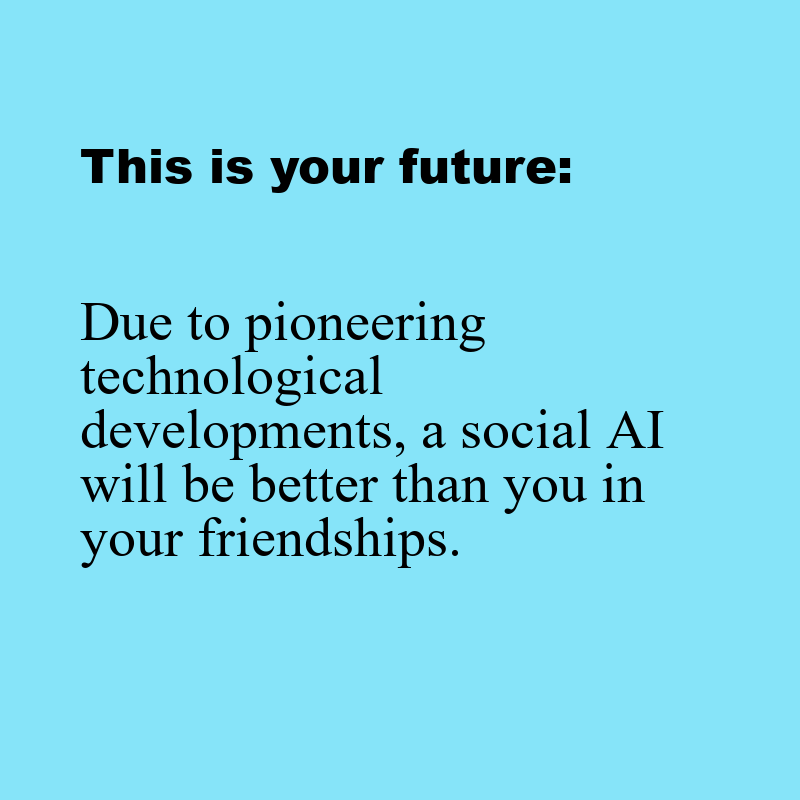 This is your future:
Due to pioneering
technological
developments, a social AI
will be better than you in
your friendships.